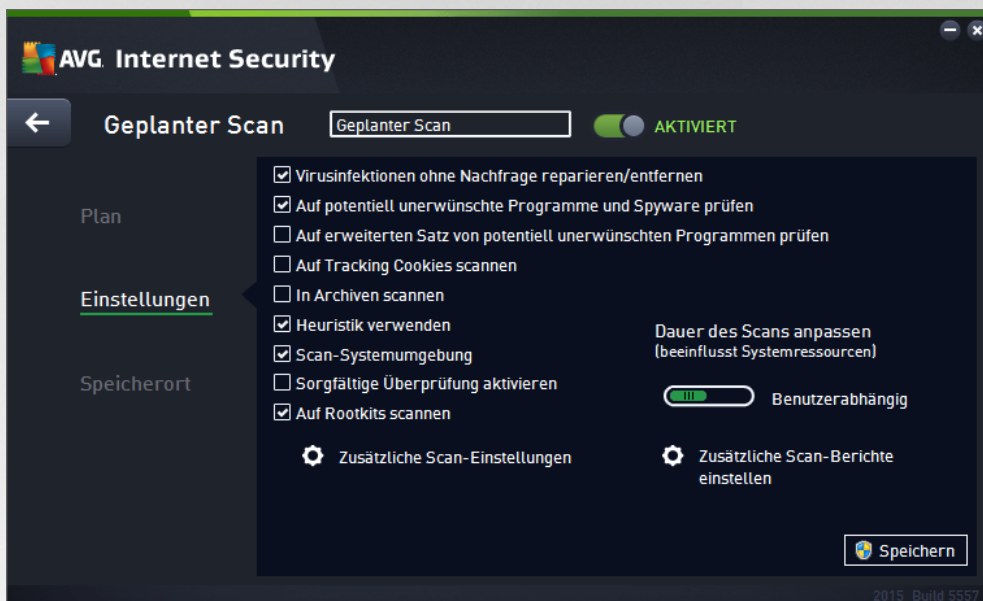 AVG. Internet Security
Geplanter Scan
Geplanter Scan
AKTIVIERT
Plan
Einstellungen
Speicherort
Virusinfektionen ohne Nachfrage reparieren/entfernen
Auf potentiell unerwünschte Programme und Spyware prüfen
Auf erweiterten Satz von potentiell unerwünschten Programmen prüfen
Auf Tracking Cookies scannen
In Archiven scannen
Heuristik verwenden
Scan-Systemumgebung
Sorgfältige Überprüfung aktivieren
Auf Rootkits scannen
Dauer des Scans anpassen
(beeinflusst Systemressourcen)
Benutzerabhängig
Zusätzliche Scan-Einstellungen
Zusätzliche Scan-Berichte
einstellen
Speichern
2015 Build 5557